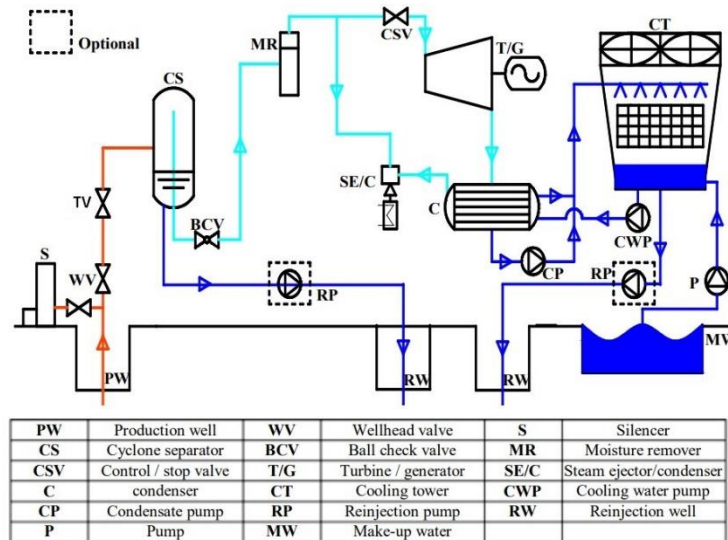 Optional
CT
CSV
MR
T/G
CS
SE/C
TV
C
BCV
CWP
S
WV
CP
RP
RP
P
MW
PW
RW
RW
PW Production well WV Wellhead valve S Silencer
CS Cyclone separator BCV Ball check valve MR Moisture remover
CSV Control / stop valve T/G Turbine / generator SE/C Steam ejector/condenser
C condenser CT Cooling tower CWP Cooling water pump
CP Condensate pump RP Reinjection pump RW Reinjection well
P Pump MW Make-up water